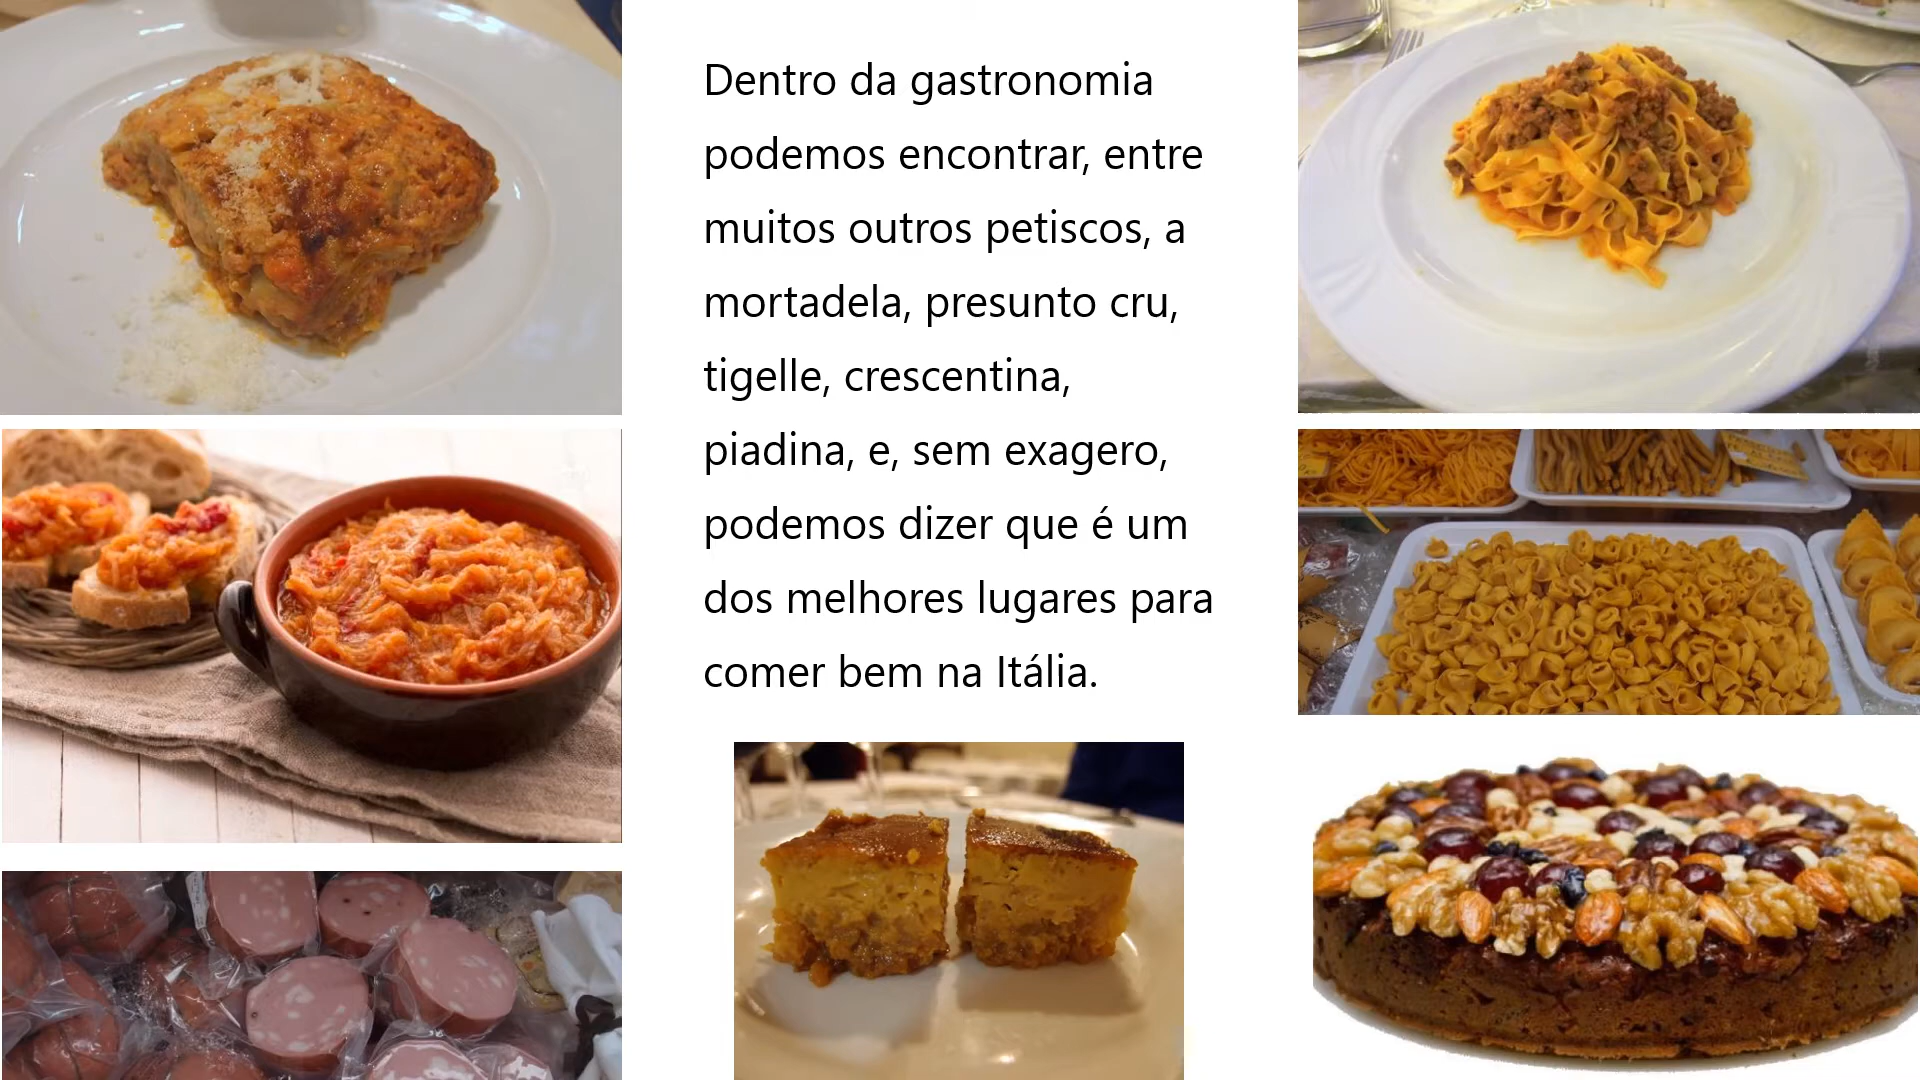 Dentro da gastronomia
podemos encontrar, entre
muitos outros petiscos, a
mortadela, presunto cru,
tigelle, crescentina,
piadina, e, sem exagero,
podemos dizer que é um
dos melhores lugares para
comer bem na Itália.